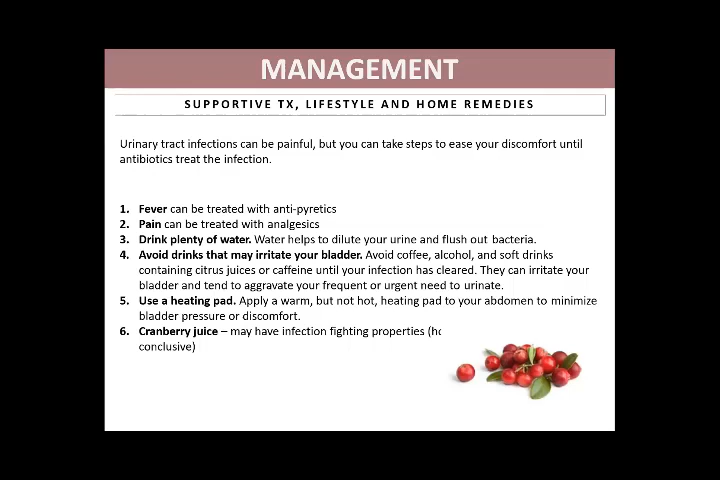 MANAGEMENT
SUPPORTIVE TX, LIFESTYLE AND HOME REMEDIES
Urinary tract infections can be painful, but you can take steps to ease your discomfort until
antibiotics treat the infection.
1. Fever can be treated with anti-pyretics
2. Pain can be treated with analgesics
3. Drink plenty of water. Water helps to dilute your urine and flush out bacteria.
4. Avoid drinks that may irritate your bladder. Avoid coffee, alcohol, and soft drinks
containing citrus juices or caffeine until your infection has cleared. They can irritate your
bladder and tend to aggravate your frequent or urgent need to urinate.
5. Use a heating pad. Apply a warm, but not hot, heating pad to your abdomen to minimize
bladder pressure or discomfort.
6. Cranberry juice – may have infection fighting properties
conclusive)